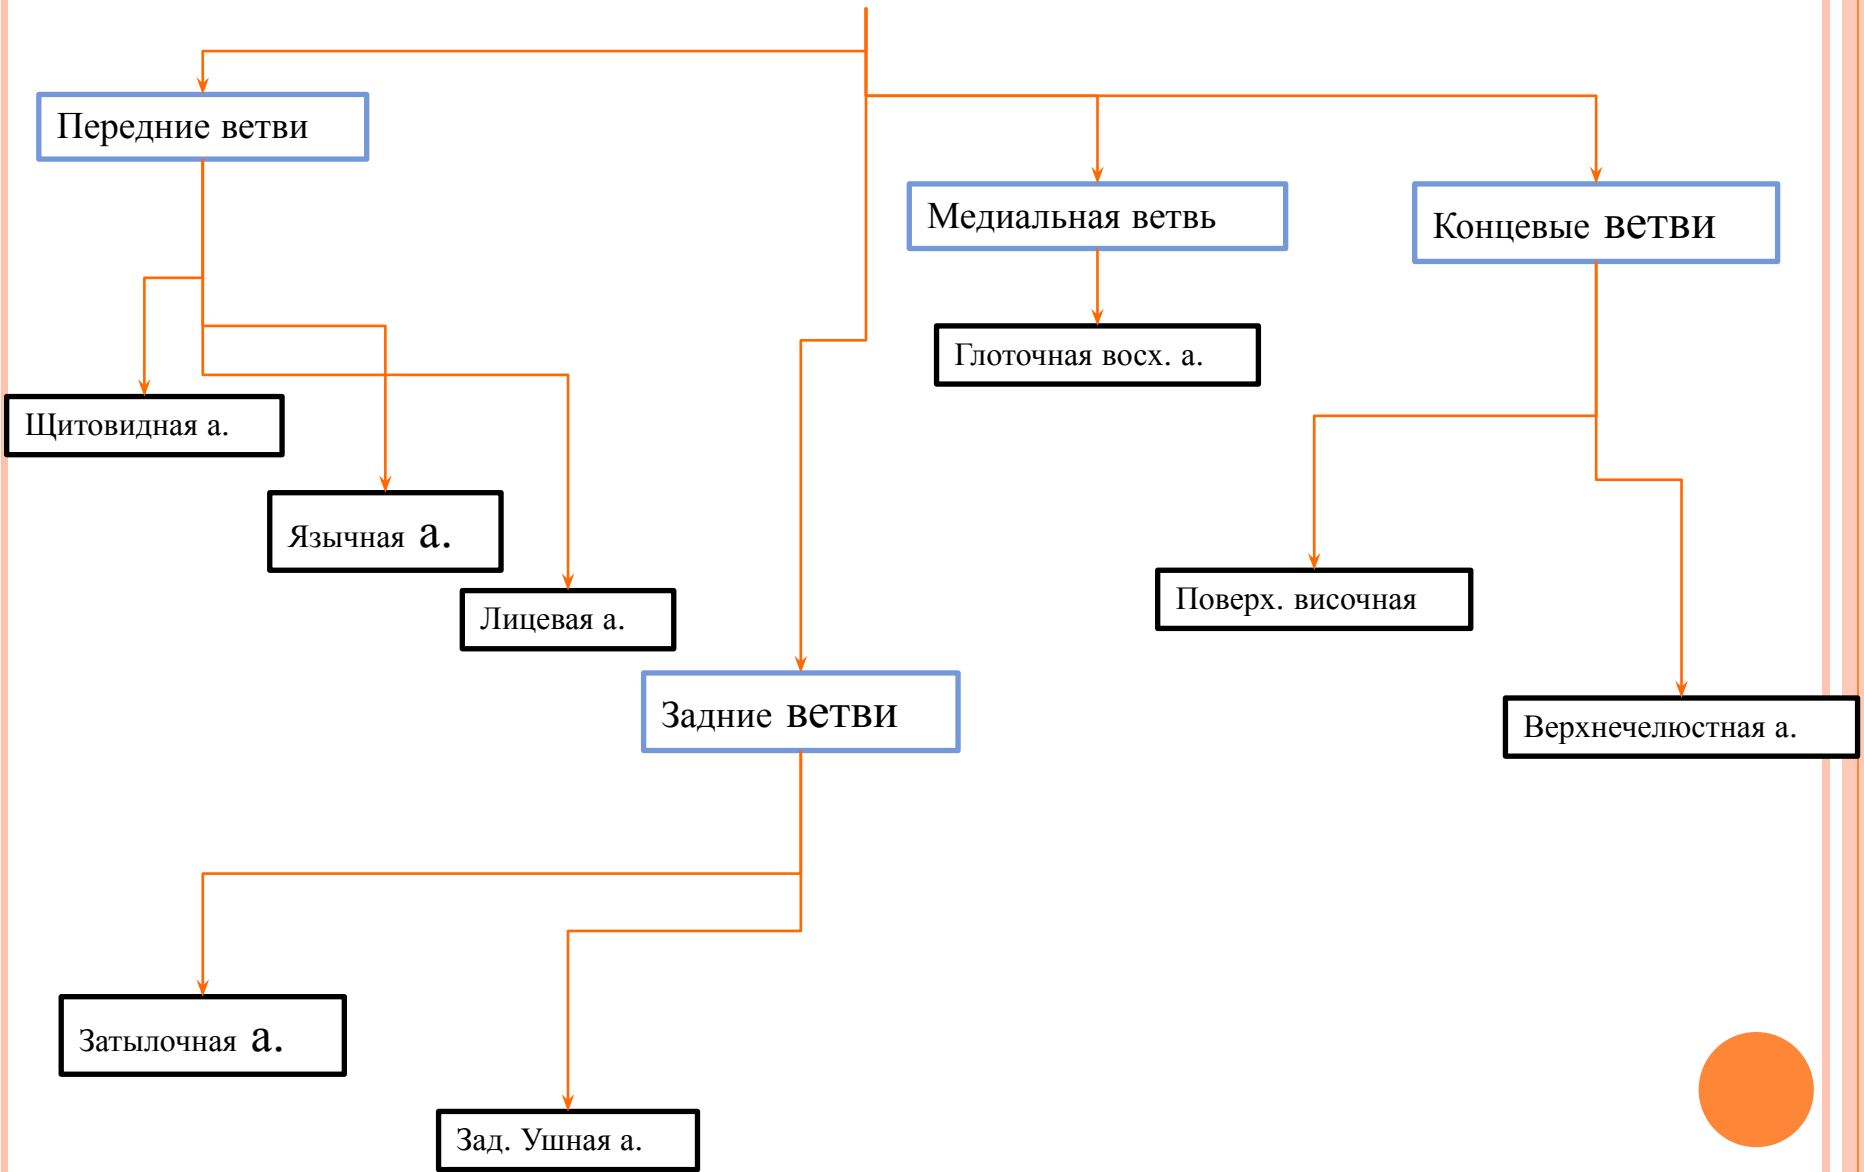 Передние ветви
Медиальная ветвь
Концевые ветви
Глоточная восх. а.
Щитовидная а.
Язычная а.
Лицевая а.
Поверх. височная
Задние ветви
Верхнечелюстная а.
Затылочная а.
Зад. Ушная а.